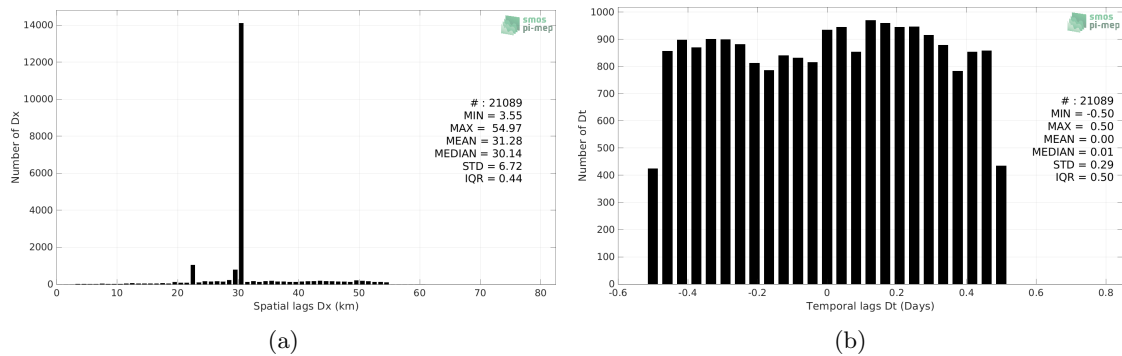 14000
12000
10000
8000
6000
4000
2000
0
Number of Dx
smos
pi-mep
# : 21089
MIN = 3.55
MAX = 54.97
MEAN = 31.28
MEDIAN = 30.14
STD = 6.72
IQR = 0.44
0 10 20 30 40 50 60 70 80
Spatial lags Dx (km)
(a)
1000
900
800
700
600
500
400
300
200
100
0
Number of Dt
smos
pi-mep
# : 21089
MIN = -0.50
MAX = 0.50
MEAN = 0.00
MEDIAN = 0.01
STD = 0.29
IQR = 0.50
-0.6 -0.4 -0.2 0 0.2 0.4 0.6 0.8
Temporal lags Dt (Days)
(b)